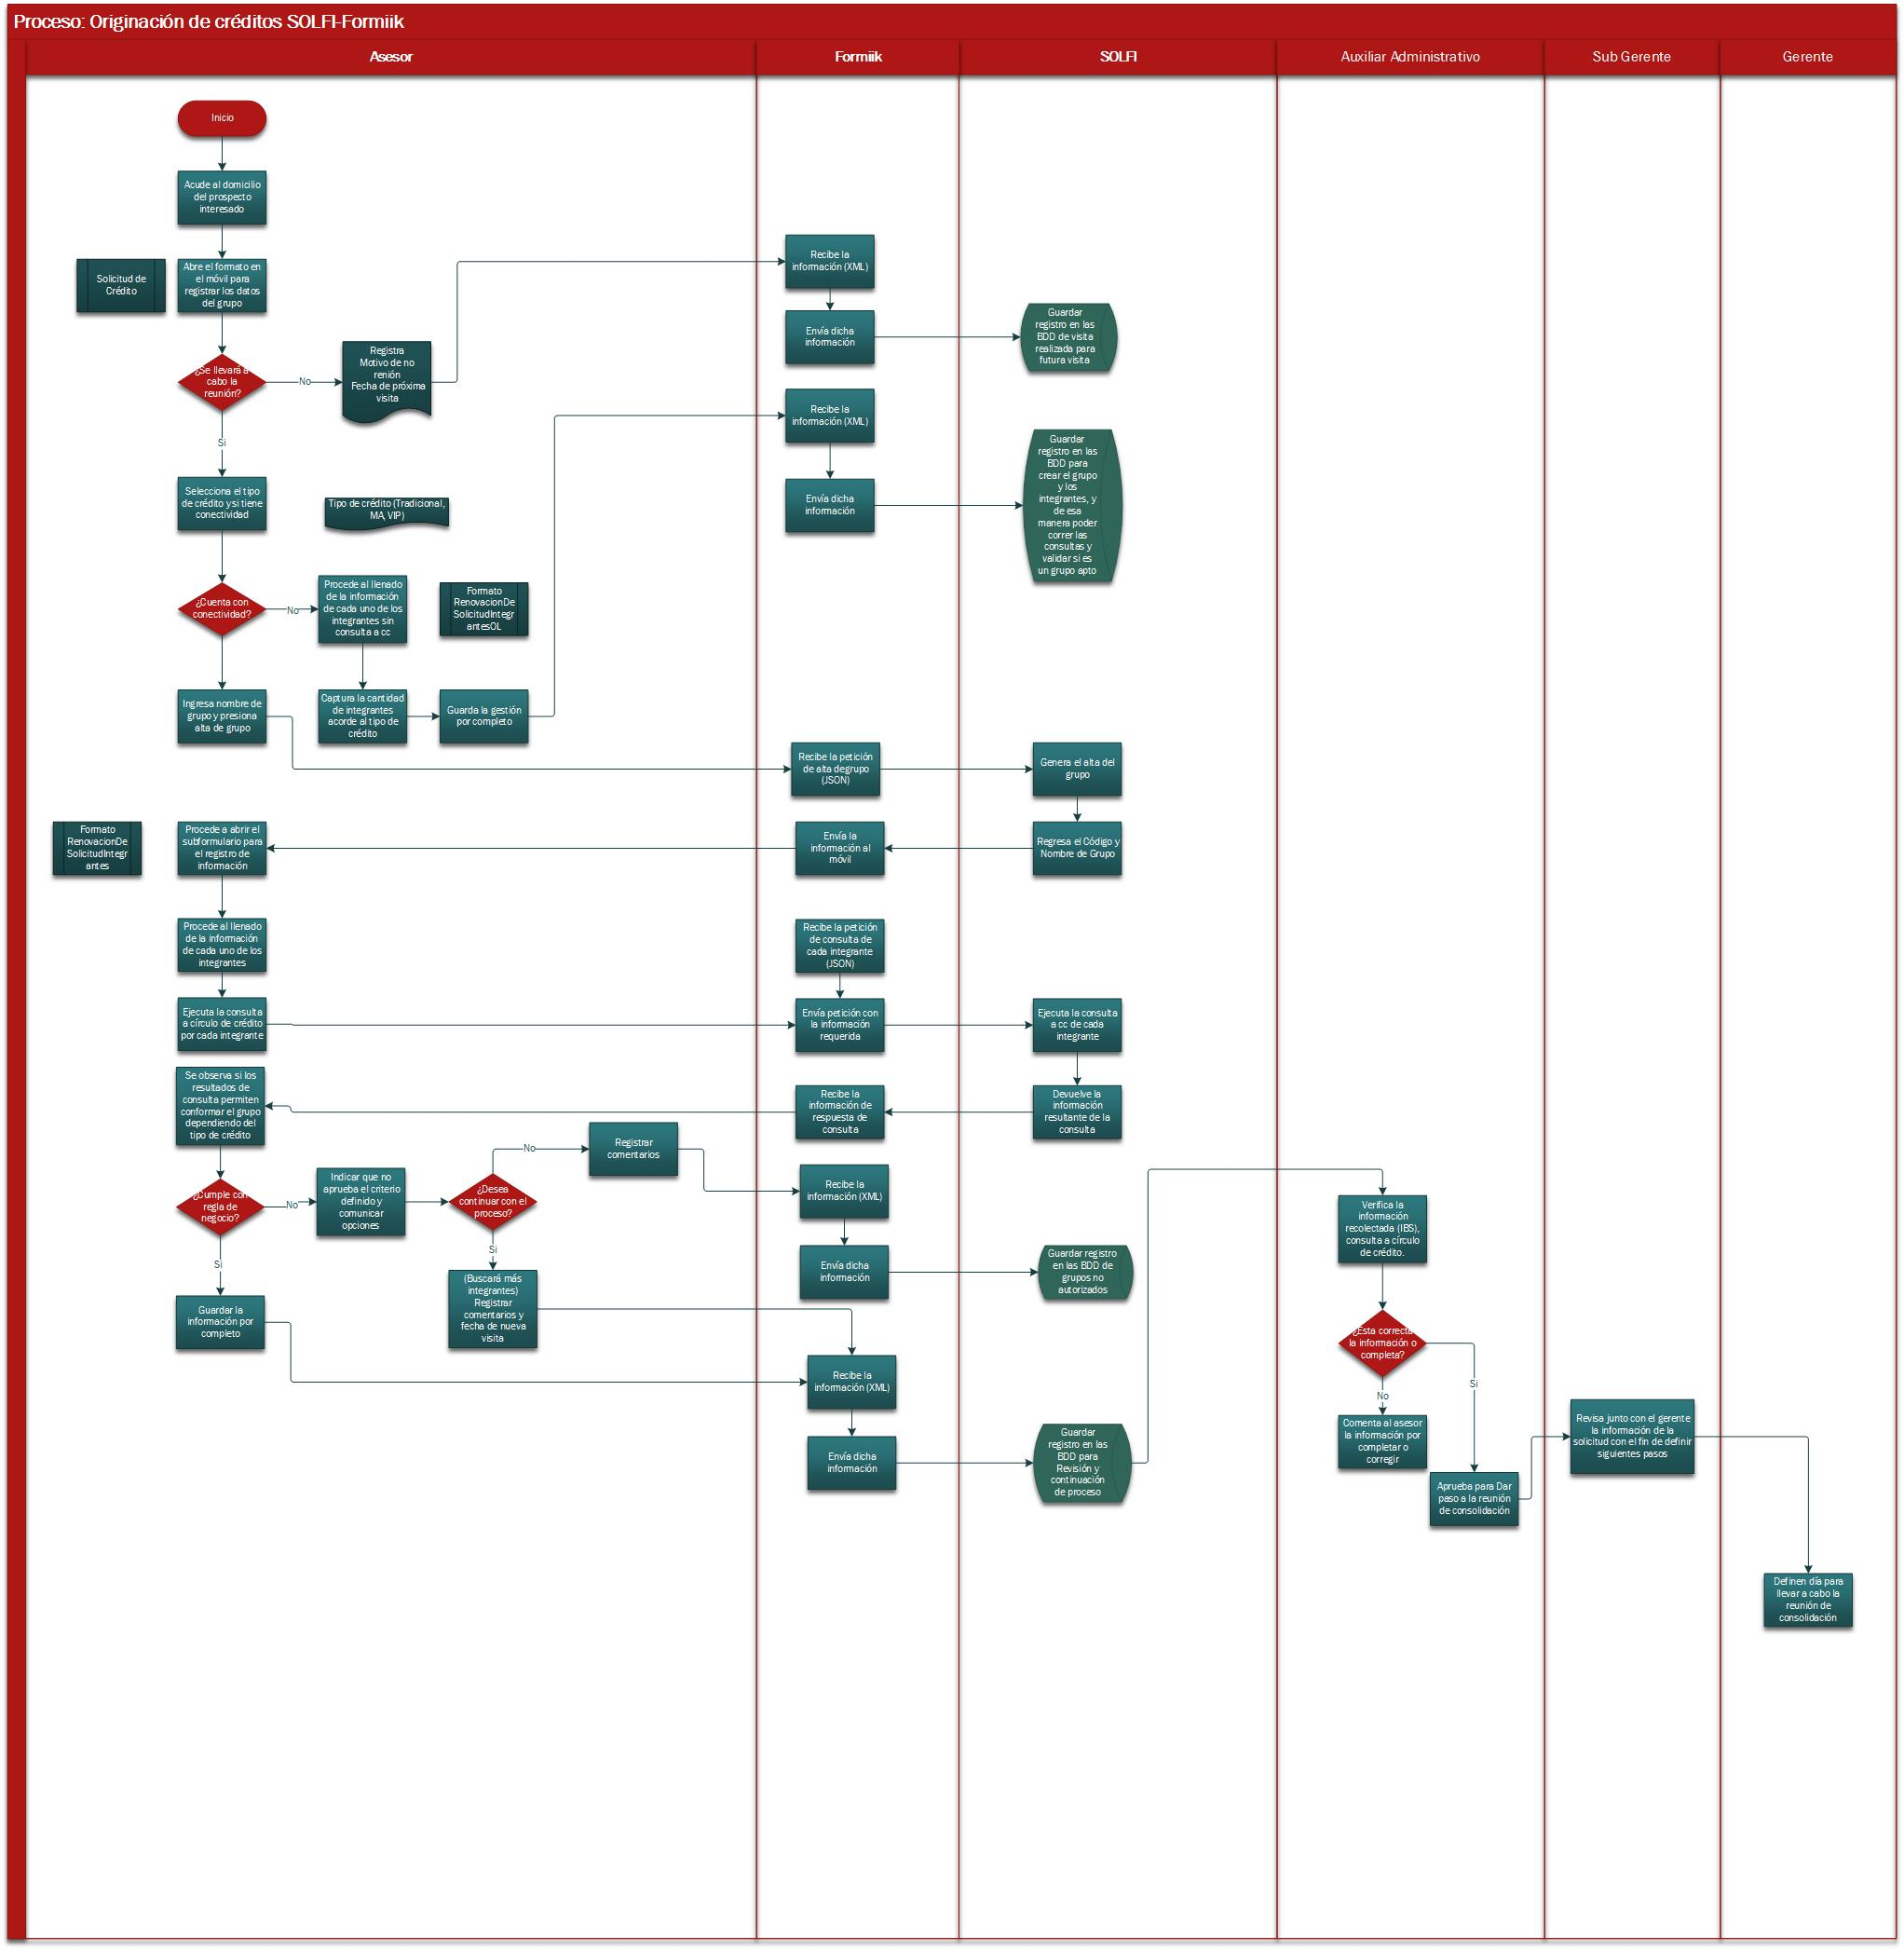 Proceso: Originación de créditos SOLFI-Formiik
Asesor
Formiik
SOLFI
Auxiliar Administrativo
Sub Gerente
Gerente
Inicio
Acude al domicilio
del prospecto
interesado
Solicitud de
Crédito
Abre el formato en
el móvil para
registrar los datos
del grupo
¿Se llevará a
cabo la
reunión?
No
Registra
Motivo de no
renión
Fecha de próxima
visita
Recibe la
información (XML)
Envía dicha
información
Guardar
registro en las
BDD de visita
realizada para
futura visita
Si
Selecciona el tipo
de crédito y si tiene
conectividad
Tipo de crédito (Tradicional,
MA, VIP)
Recibe la
información (XML)
Envía dicha
información
Guardar
registro en las
BDD para
crear el grupo
y los
integrantes, y
de esa
manera poder
correr las
consultas y
validar si es
un grupo apto
¿Cuenta con
conectividad?
No
Procede al llenado
de la información
de cada uno de los
integrantes sin
consulta a cc
Formato
RenovacionDe
SolicitudIntegr
antesOL
Ingresa nombre de
grupo y presiona
alta de grupo
Captura la cantidad
de integrantes
acorde al tipo de
crédito
Guarda la gestión
por completo
Recibe la petición
de alta degrupo
(JSON)
Genera el alta del
grupo
Formato
RenovacionDe
SolicitudIntegr
antes
Procede a abrir el
subformulario para
el registro de
información
Envía la
información al
móvil
Regresa el Código y
Nombre de Grupo
Procede al llenado
de la información
de cada uno de los
integrantes
Recibe la petición
de consulta de
cada integrante
(JSON)
Ejecuta la consulta
a círculo de crédito
por cada integrante
Envía petición con
la información
requerida
Ejecuta la consulta
a cc de cada
integrante
Se observa si los
resultados de
consulta permiten
conformar el grupo
dependiendo del
tipo de crédito
Recibe la
información de
respuesta de
consulta
Devuelve la
información
resultante de la
consulta
¿Cumple con
regla de
negocio?
No
Indicar que no
aprueba el criterio
definido y
comunicar
opciones
¿Desea
continuar con el
proceso?
No
Registrar
comentarios
Recibe la
información (XML)
Envía dicha
información
Guardar registro
en las BDD de
grupos no
autorizados
Si
Guardar la
información por
completo
Si
(Buscará más
integrantes)
Registrar
comentarios y
fecha de nueva
visita
Recibe la
información (XML)
Envía dicha
información
Guardar
registro en las
BDD para
Revisión y
continuación
de proceso
Verifica la
información
recolectada (IBS),
consulta a círculo
de crédito.
¿Esta correcta
la información o
completa?
No
Si
Comenta al asesor
la información por
completar o
corregir
Aprueba para Dar
paso a la reunión
de consolidación
Revisa junto con el gerente
la información de la
solicitud con el fin de definir
siguientes pasos
Definen día para
llevar a cabo la
reunión de
consolidación